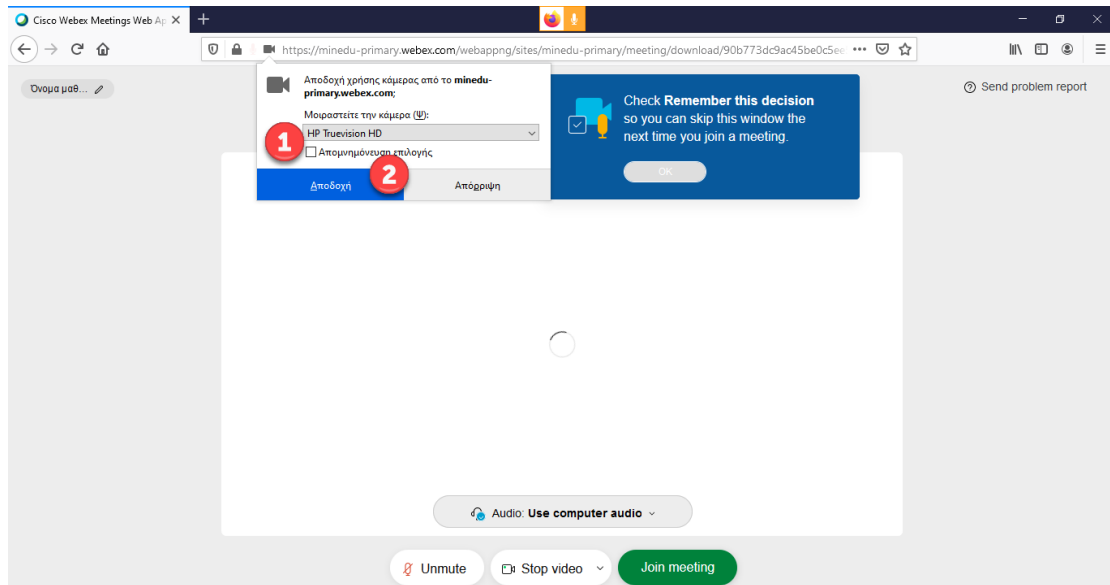 Cisco Webex Meetings Web Ap
https://minedu-primary.webex.com/webappng/sites/minedu-primary/meeting/download/90b773dc9ac45be0c5ee
Όνομα μαθ...
Send problem report
Αποδοχή χρήσης κάμερας από το minedu-
primary.webex.com;
Μοιραστείτε την κάμερα (Ψ):
HP Truevision HD
1
Απομνημόνευση επιλογής
2
Αποδοχή
Απόρριψη
Check Remember this decision
so you can skip this window the
next time you join a meeting.
OK
Audio: Use computer audio
Unmute
Stop video
Join meeting